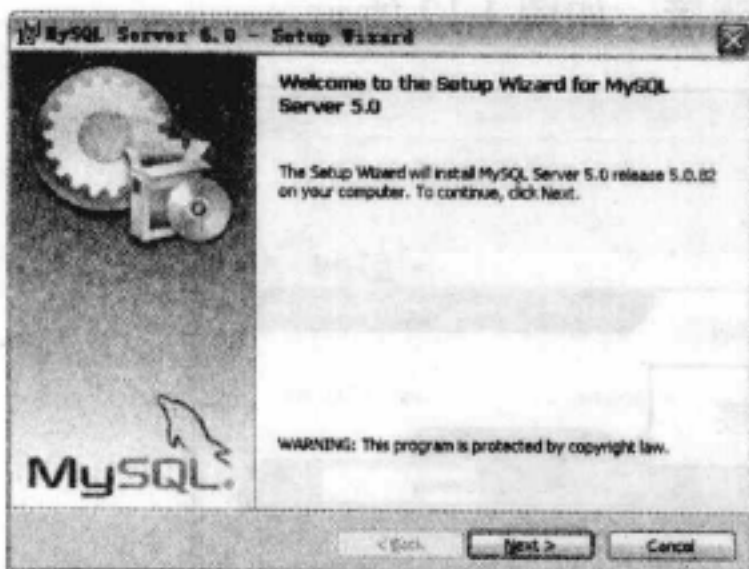 MySQL Server 5.0 - Setup Wizard
Welcome to the Setup Wizard for MySQL
Server 5.0
The Setup Wizard will install MySQL Server 5.0 release 5.0.82
on your computer. To continue, click Next.
WARNING: This program is protected by copyright law.
MySQL.
< Back
Next >
Cancel